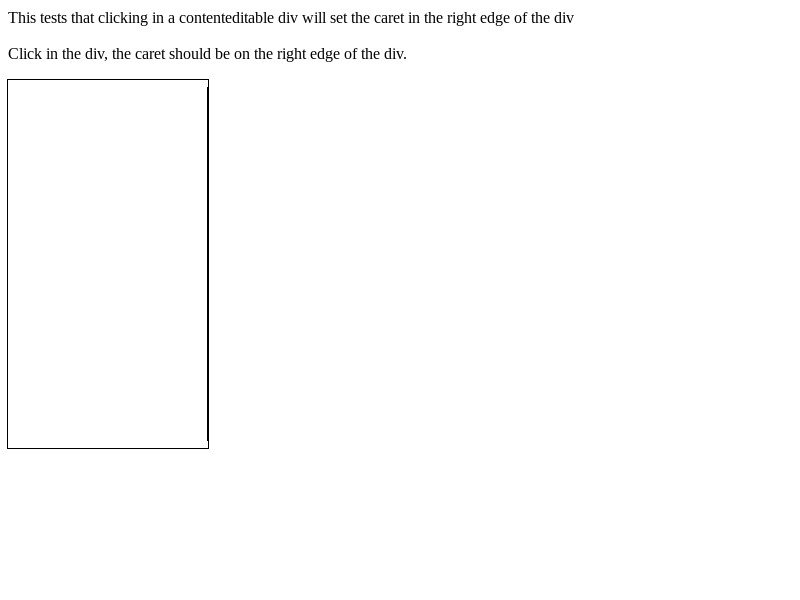 This tests that clicking in a contenteditable div will set the caret in the right edge of the div
Click in the div, the caret should be on the right edge of the div.